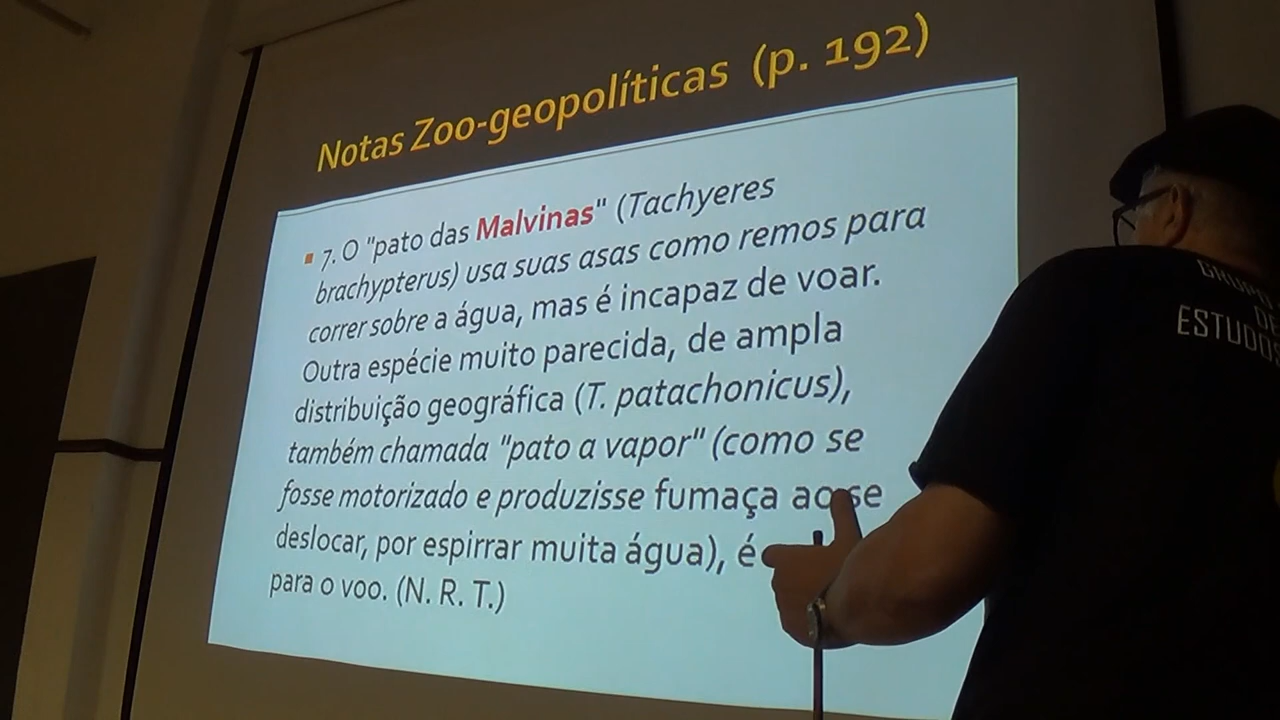 Notas Zoo-geopolíticas (p. 192)
▪ 7. O "pato das Malvinas" (Tachyeres
brachypterus) usa suas asas como remos para
correr sobre a água, mas é incapaz de voar.
Outra espécie muito parecida, de ampla
distribuição geográfica (T. patachonicus),
também chamada "pato a vapor" (como se
fosse motorizado e produzisse fumaça ao se
deslocar, por espirrar muita água), é
para o voo. (N. R. T.)
GRUPO
DE
ESTUDOS